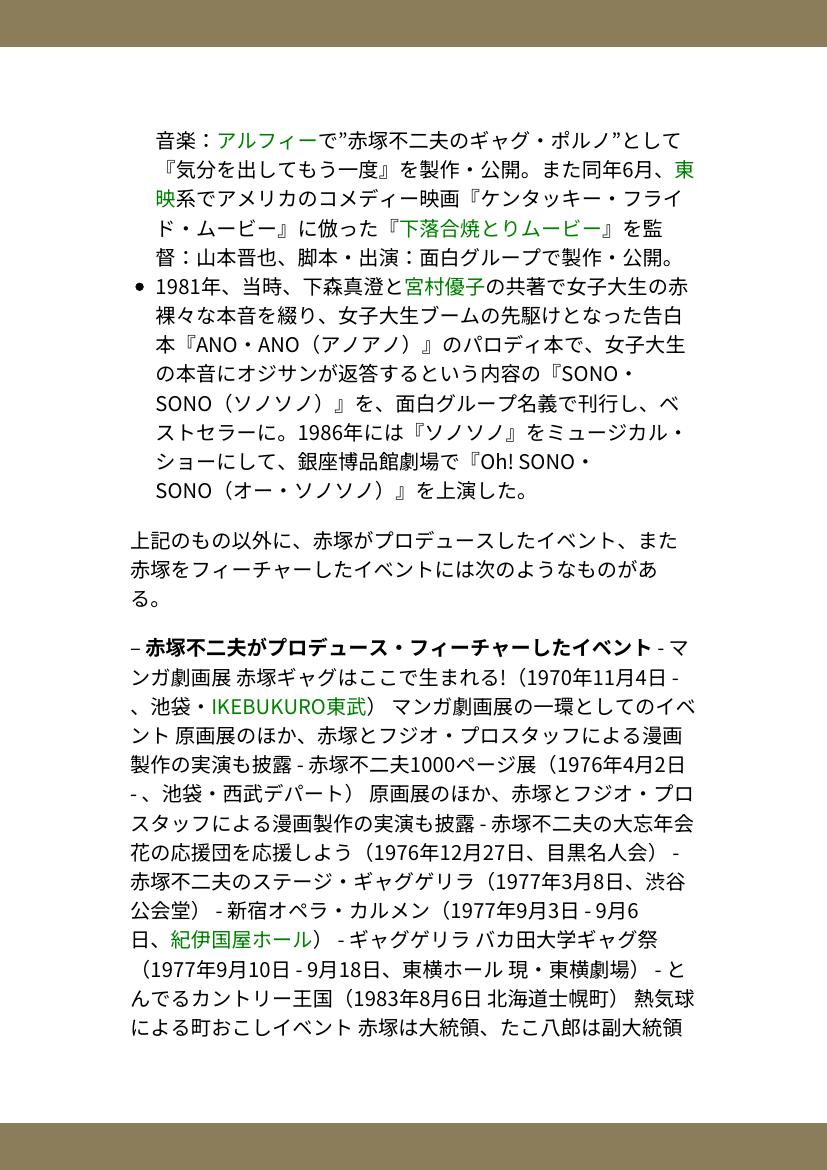 音楽：アルフィーで”赤塚不二夫のギャグ・ポルノ”として
『気分を出してもう一度』を製作・公開。また同年6月、東
映系でアメリカのコメディー映画『ケンタッキー・フライ
ド・ムービー』に倣った『下落合焼とりムービー』を監
督：山本晋也、脚本・出演：面白グループで製作・公開。
• 1981年、当時、下森真澄と宮村優子の共著で女子大生の赤
裸々な本音を綴り、女子大生ブームの先駆けとなった告白
本『ANO・ANO（アノアノ）』のパロディ本で、女子大生
の本音にオジサンが返答するという内容の『SONO・
SONO（ソノソノ）』を、面白グループ名義で刊行し、ベ
ストセラーに。1986年には『ソノソノ』をミュージカル・
ショーにして、銀座博品館劇場で『Oh! SONO・
SONO（オー・ソノソノ）』を上演した。
上記のもの以外に、赤塚がプロデュースしたイベント、また
赤塚をフィーチャーしたイベントには次のようなものがあ
る。
– 赤塚不二夫がプロデュース・フィーチャーしたイベント - マ
ンガ劇画展 赤塚ギャグはここで生まれる!（1970年11月4日 -
、池袋・IKEBUKURO東武） マンガ劇画展の一環としてのイベ
ント 原画展のほか、赤塚とフジオ・プロスタッフによる漫画
製作の実演も披露 - 赤塚不二夫1000ページ展（1976年4月2日
- 、池袋・西武デパート） 原画展のほか、赤塚とフジオ・プロ
スタッフによる漫画製作の実演も披露 - 赤塚不二夫の大忘年会
花の応援団を応援しよう（1976年12月27日、目黒名人会） -
赤塚不二夫のステージ・ギャグゲリラ（1977年3月8日、渋谷
公会堂） - 新宿オペラ・カルメン（1977年9月3日 - 9月6
日、紀伊国屋ホール） - ギャグゲリラ バカ田大学ギャグ祭
（1977年9月10日 - 9月18日、東横ホール 現・東横劇場） - と
んでるカントリー王国（1983年8月6日 北海道士幌町） 熱気球
による町おこしイベント 赤塚は大統領、たこ八郎は副大統領